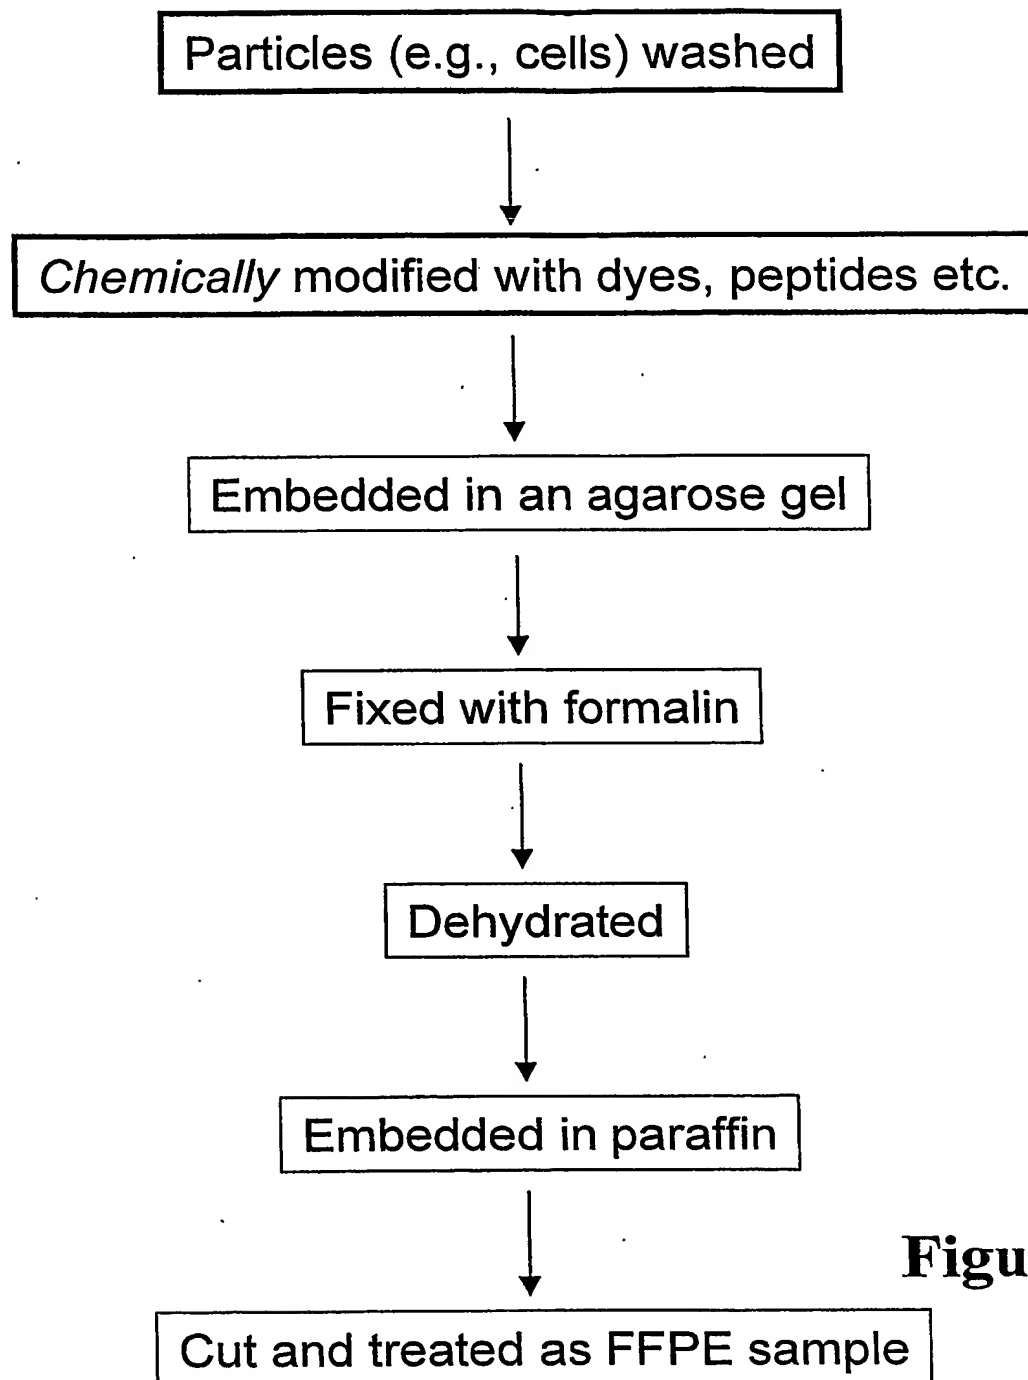 Particles (e.g., cells) washed
Chemically modified with dyes, peptides etc.
Embedded in an agarose gel
Fixed with formalin
Dehydrated
Embedded in paraffin
Figu
Cut and treated as FFPE sample